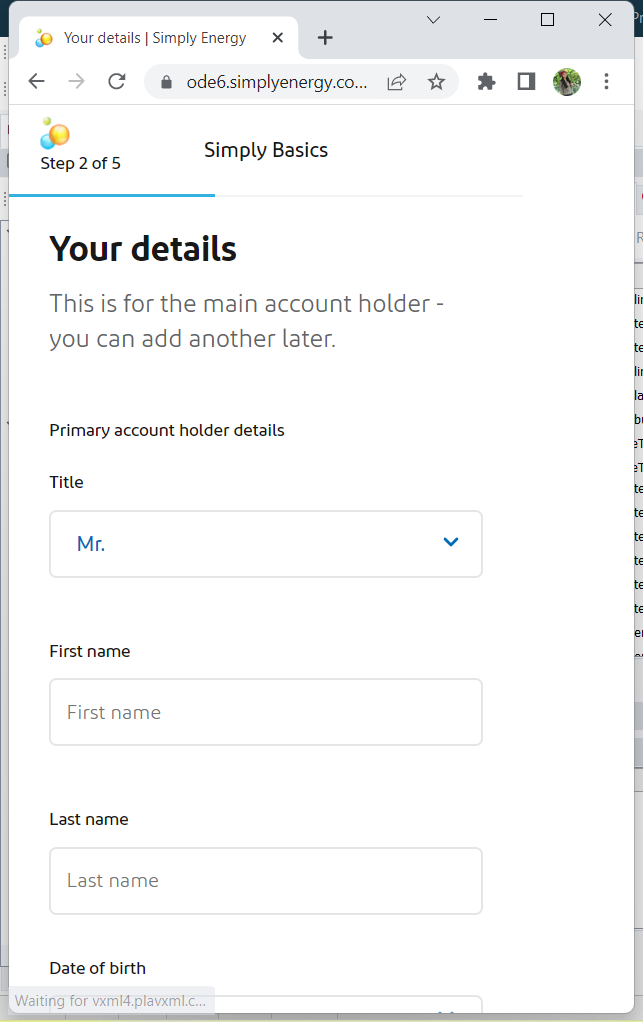 Your details | Simply Energy
ode6.simplyenergy.co...
Step 2 of 5
Simply Basics
Your details
This is for the main account holder -
you can add another later.
Primary account holder details
Title
Mr.
First name
First name
Last name
Last name
Date of birth
Waiting for vxml4.plavxml.c...